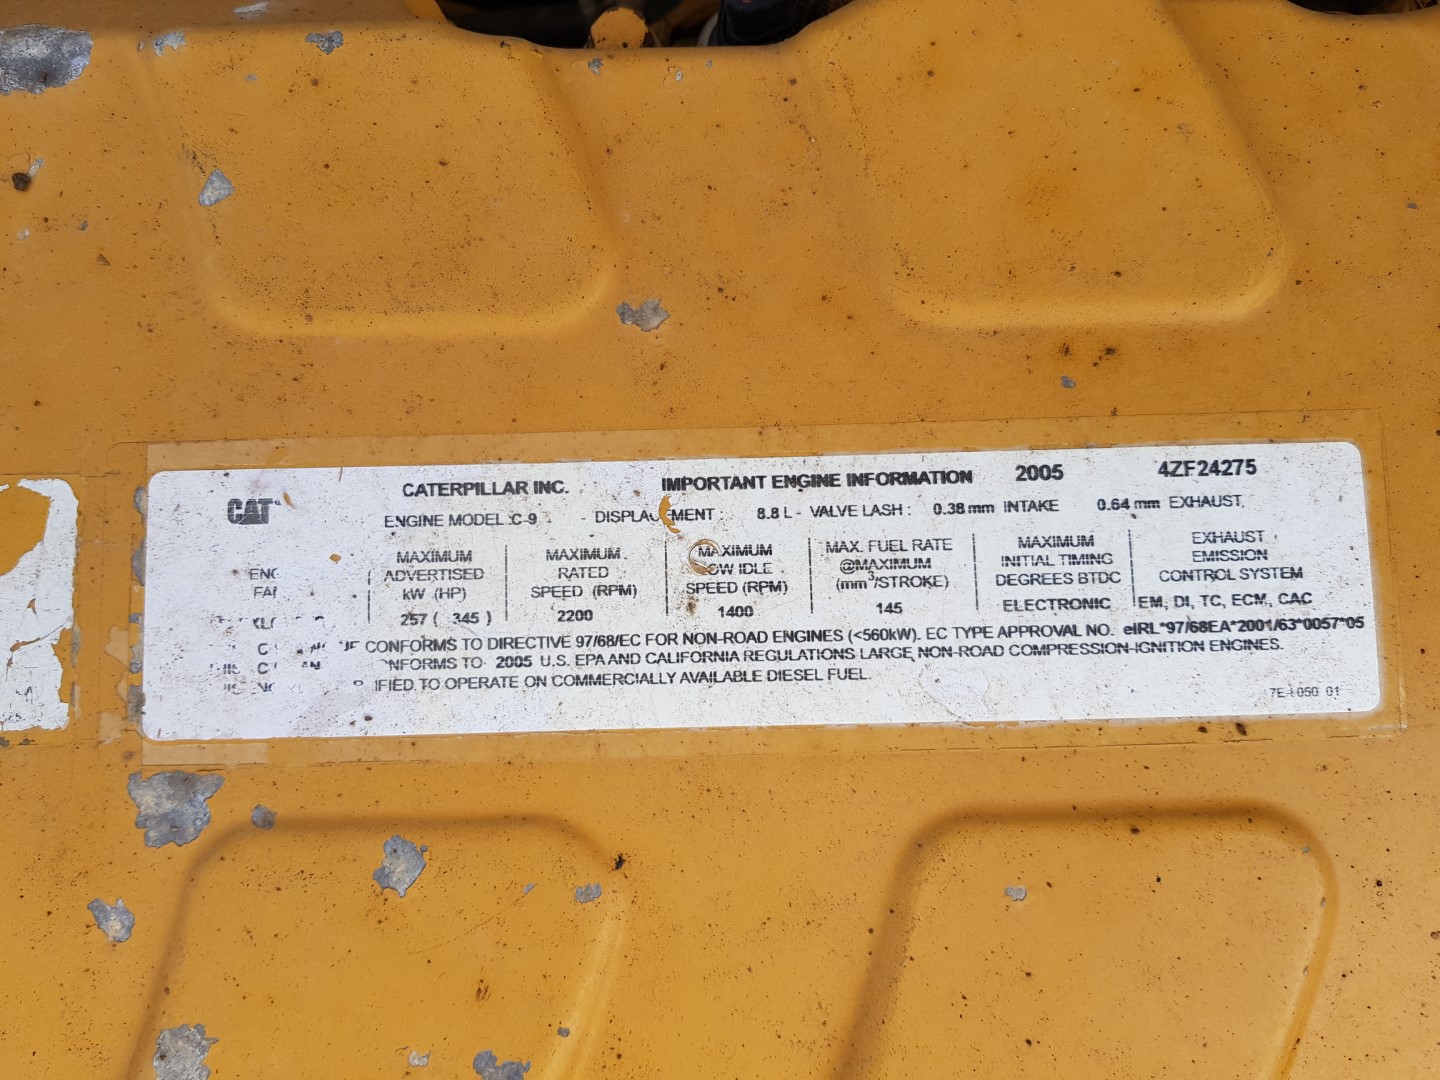 CATERPILLAR INC. IMPORTANT ENGINE INFORMATION 2005 4ZF24275
CAT
ENGINE MODEL :C-9 - DISPLACEMENT : 8.8 L - VALVE LASH : 0.38 mm INTAKE 0.64 mm EXHAUST,
MAXIMUM
ADVERTISED
kW (HP)
257 ( 345 )
MAXIMUM
RATED
SPEED (RPM)
2200
MAXIMUM
IDLE
SPEED (RPM)
1400
MAX. FUEL RATE
@MAXIMUM
(mm³/STROKE)
145
MAXIMUM
INITIAL TIMING
DEGREES BTDC
ELECTRONIC
EXHAUST
EMISSION
CONTROL SYSTEM
EM, DI, TC, ECM, CAC
CONFORMS TO DIRECTIVE 97/68/EC FOR NON-ROAD ENGINES (<560kW). EC TYPE APPROVAL NO. eIRL*97/68EA*2001/63*0057*05
TO 2005 U.S. EPA AND CALIFORNIA REGULATIONS LARGE NON-ROAD COMPRESSION-IGNITION ENGINES.
TO OPERATE ON COMMERCIALLY AVAILABLE DIESEL FUEL.